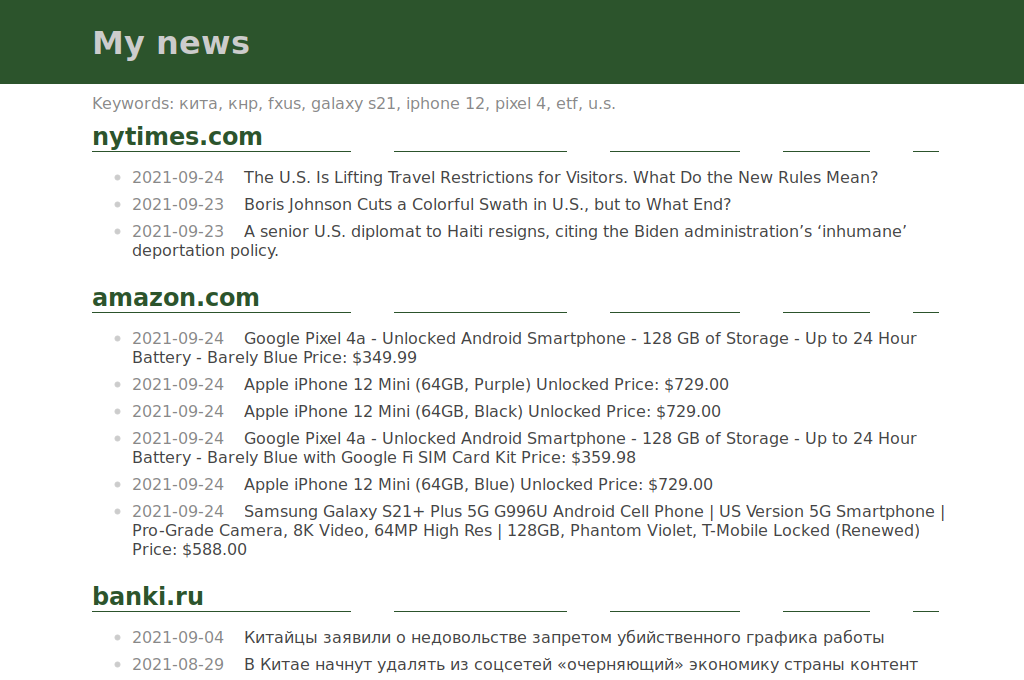 My news
Keywords: кита, кнр, fxus, galaxy s21, iphone 12, pixel 4, etf, u.s.
nytimes.com
2021-09-24 The U.S. Is Lifting Travel Restrictions for Visitors. What Do the New Rules Mean?
2021-09-23 Boris Johnson Cuts a Colorful Swath in U.S., but to What End?
2021-09-23 A senior U.S. diplomat to Haiti resigns, citing the Biden administration’s ‘inhumane’
deportation policy.
amazon.com
2021-09-24 Google Pixel 4a - Unlocked Android Smartphone - 128 GB of Storage - Up to 24 Hour
Battery - Barely Blue Price: $349.99
2021-09-24 Apple iPhone 12 Mini (64GB, Purple) Unlocked Price: $729.00
2021-09-24 Apple iPhone 12 Mini (64GB, Black) Unlocked Price: $729.00
2021-09-24 Google Pixel 4a - Unlocked Android Smartphone - 128 GB of Storage - Up to 24 Hour
Battery - Barely Blue with Google Fi SIM Card Kit Price: $359.98
2021-09-24 Apple iPhone 12 Mini (64GB, Blue) Unlocked Price: $729.00
2021-09-24 Samsung Galaxy S21+ Plus 5G G996U Android Cell Phone | US Version 5G Smartphone |
Pro-Grade Camera, 8K Video, 64MP High Res | 128GB, Phantom Violet, T-Mobile Locked (Renewed)
Price: $588.00
banki.ru
2021-09-04 Китайцы заявили о недовольстве запретом убийственного графика работы
2021-08-29 В Китае начнут удалять из соцсетей «очерняющий» экономику страны контент